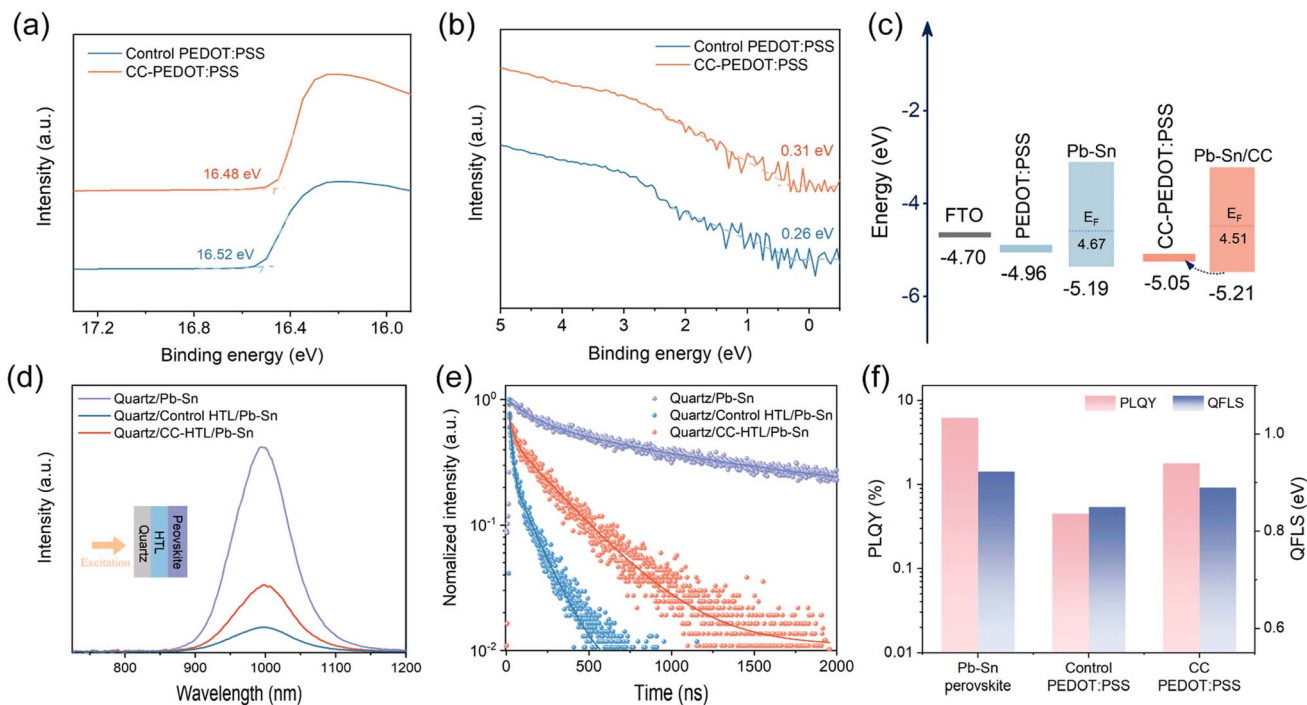 (a)
Control PEDOT:PSS
CC-PEDOT:PSS
16.48 eV
16.52 eV
Intensity (a.u.)
17.2
16.8
16.4
16.0
Binding energy (eV)
(b)
Control PEDOT:PSS
CC-PEDOT:PSS
0.31 eV
0.26 eV
Intensity (a.u.)
5
4
3
2
1
0
Binding energy (eV)
(c)
Energy (eV)
-2
-4
-6
FTO
-4.70
PEDOT:PSS
-4.96
Pb-Sn
E_F
4.67
-5.19
CC-PEDOT:PSS
-5.05
Pb-Sn/CC
E_F
4.51
-5.21
(d)
Quartz/Pb-Sn
Quartz/Control HTL/Pb-Sn
Quartz/CC-HTL/Pb-Sn
Excitation
Quartz
HTL
Peovskite
Intensity (a.u.)
800
900
1000
1100
1200
Wavelength (nm)
(e)
Quartz/Pb-Sn
Quartz/Control HTL/Pb-Sn
Quartz/CC-HTL/Pb-Sn
Nomalized intensity (a.u.)
10⁰
10⁻¹
10⁻²
0
500
1000
1500
2000
Time (ns)
(f)
PLQY
QFLS
PLQY (%)
10
1
0.1
0.01
QFLS (eV)
1.0
0.8
0.6
Pb-Sn
perovskite
Control
PEDOT:PSS
CC
PEDOT:PSS